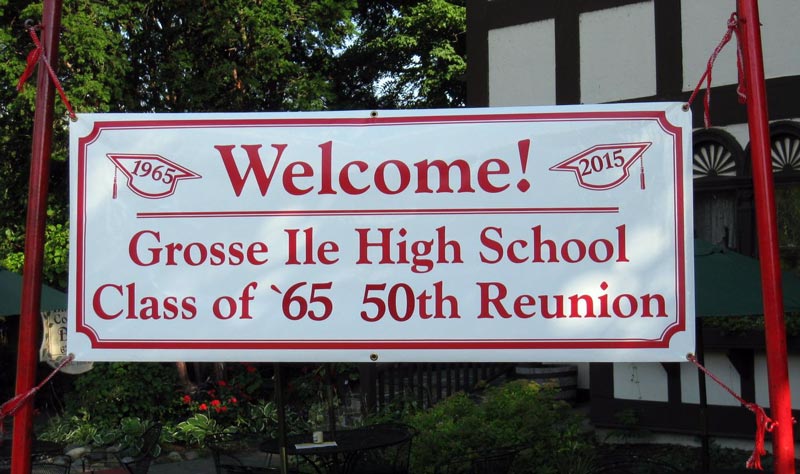 1965
Welcome!
2015
Grosse Ile High School
Class of `65 50th Reunion